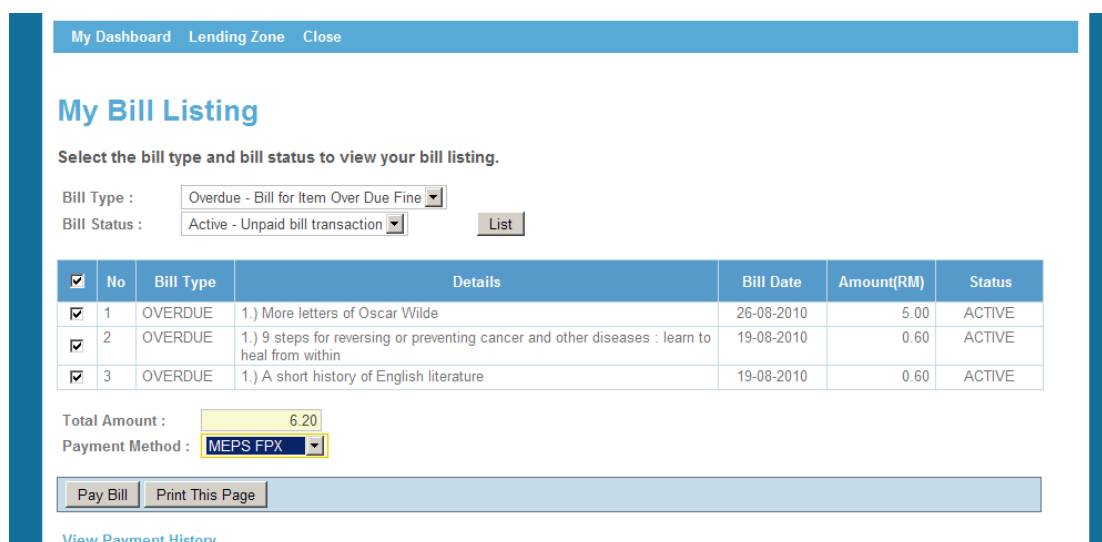 My Dashboard Lending Zone Close
My Bill Listing
Select the bill type and bill status to view your bill listing.
Bill Type : Overdue - Bill for Item Over Due Fine
Bill Status : Active - Unpaid bill transaction List
No Bill Type Details Bill Date Amount(RM) Status
1 OVERDUE 1.) More letters of Oscar Wilde 26-08-2010 5.00 ACTIVE
2 OVERDUE 1.) 9 steps for reversing or preventing cancer and other diseases : learn to 19-08-2010 0.60 ACTIVE
heal from within
3 OVERDUE 1.) A short history of English literature 19-08-2010 0.60 ACTIVE
Total Amount : 6.20
Payment Method : MEPS FPX
Pay Bill Print This Page
View Payment History